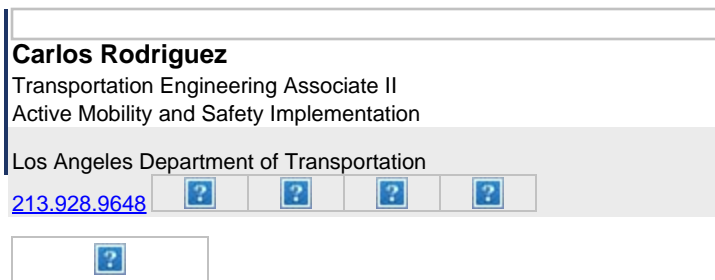 Carlos Rodriguez
Transportation Engineering Associate II
Active Mobility and Safety Implementation
Los Angeles Department of Transportation
213.928.9648